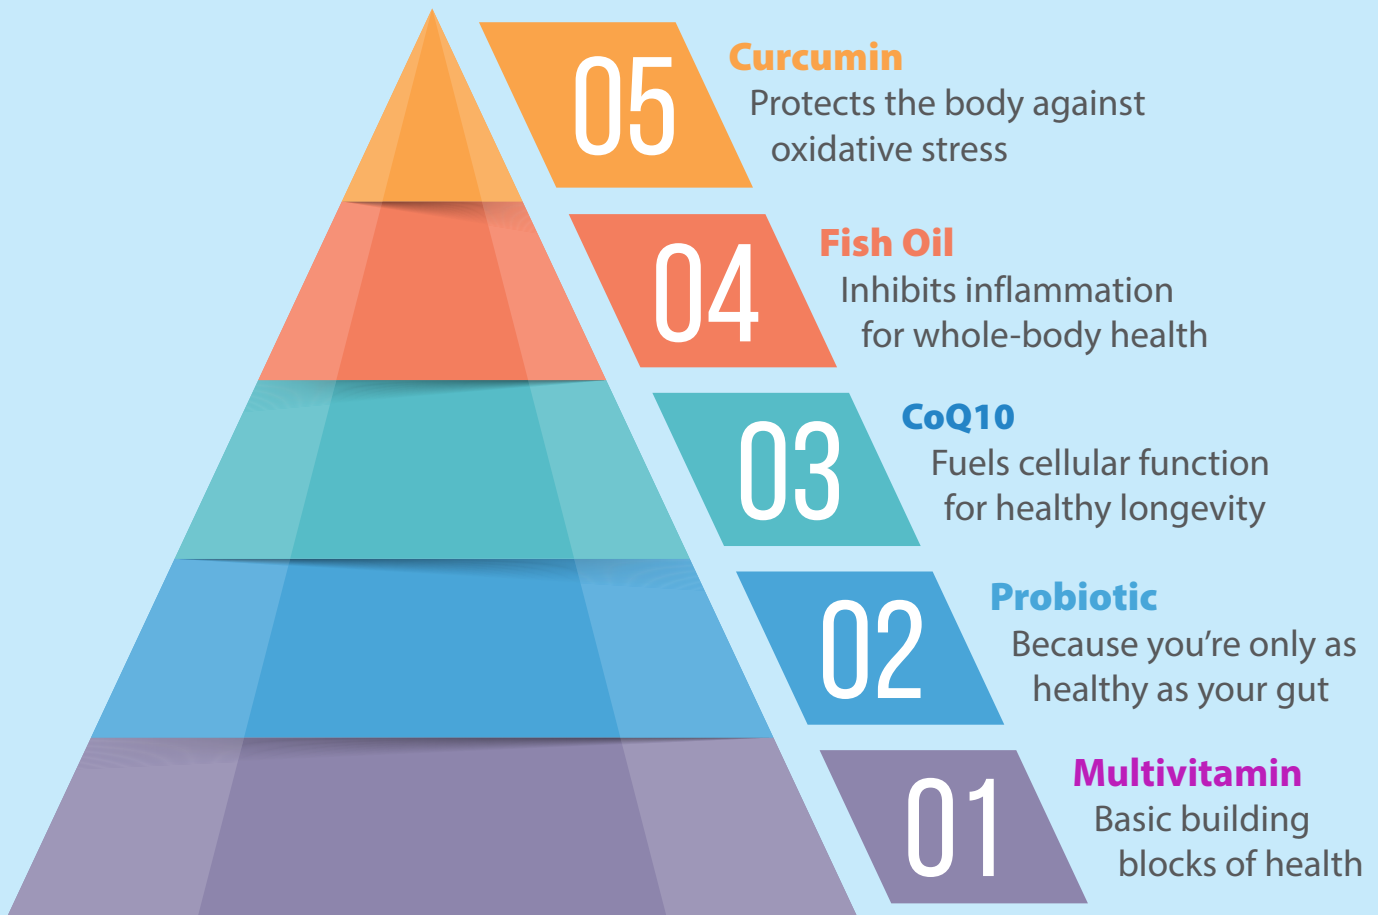 05
Curcumin
Protects the body against
oxidative stress
04
Fish Oil
Inhibits inflammation
for whole-body health
03
CoQ10
Fuels cellular function
for healthy longevity
02
Probiotic
Because you’re only as
healthy as your gut
01
Multivitamin
Basic building
blocks of health